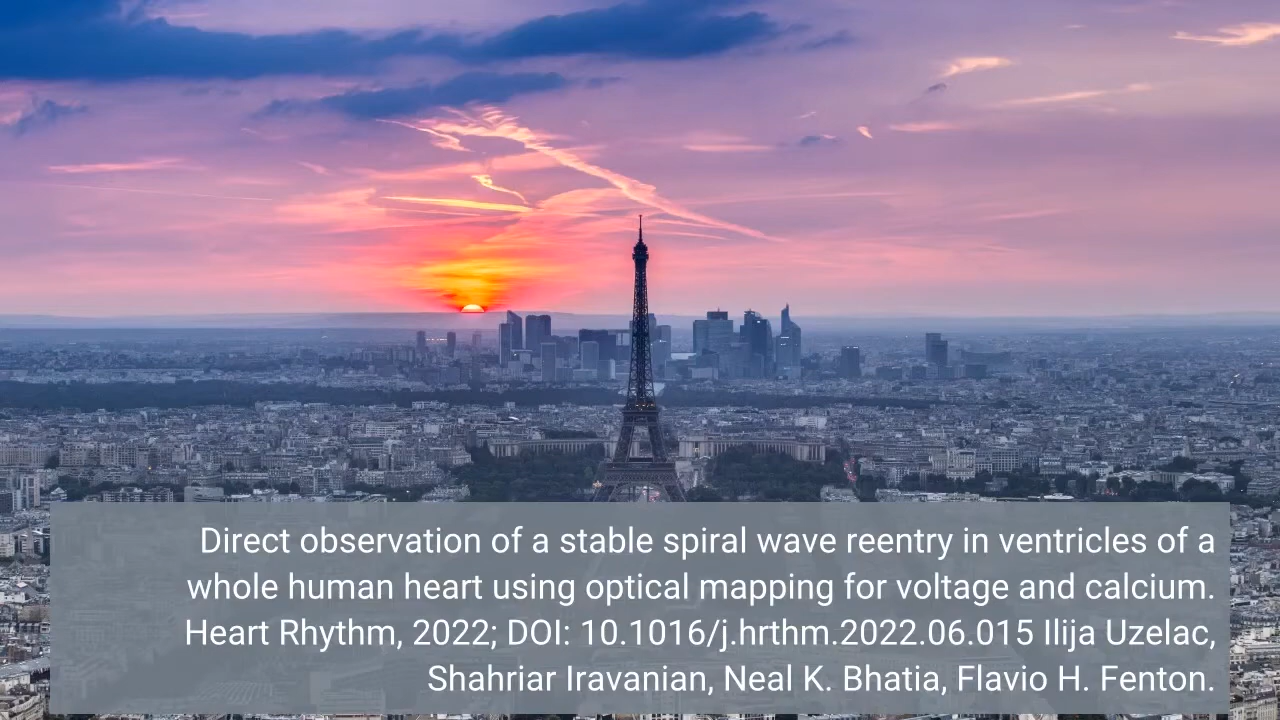 Direct observation of a stable spiral wave reentry in ventricles of a
whole human heart using optical mapping for voltage and calcium.
Heart Rhythm, 2022; DOI: 10.1016/j.hrthm.2022.06.015 Ilija Uzelac,
Shahriar Iravanian, Neal K. Bhatia, Flavio H. Fenton.